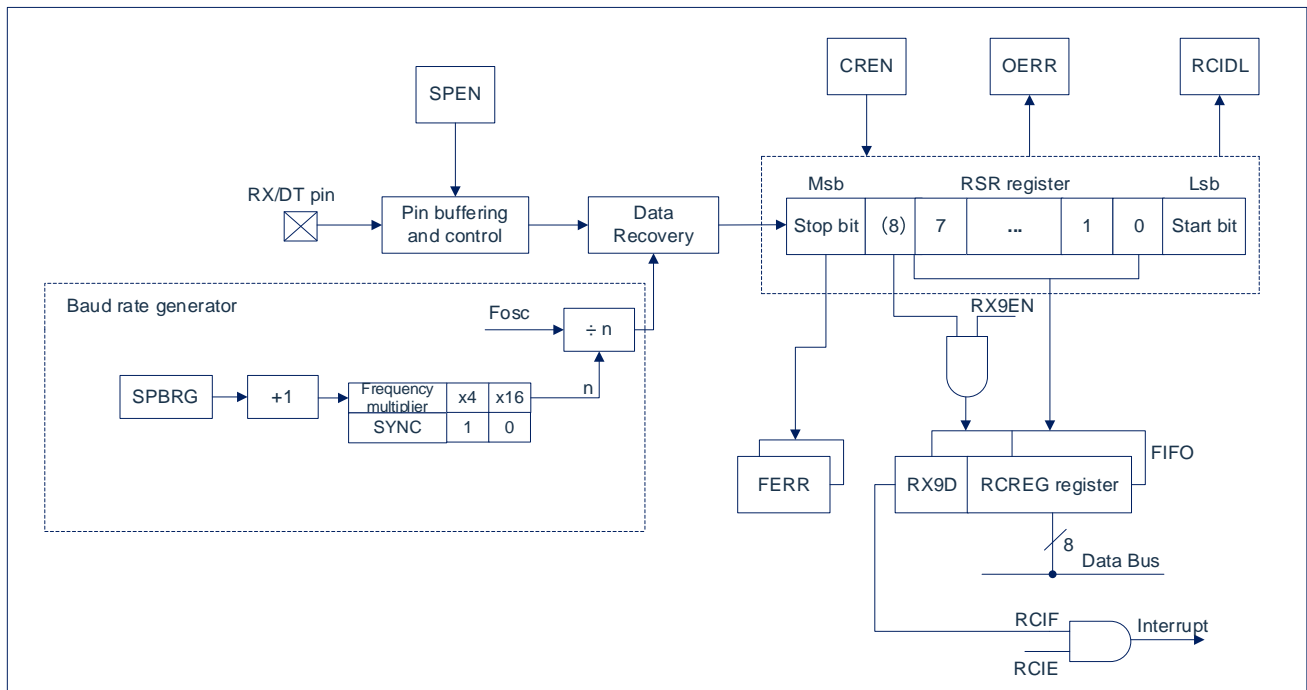 CREN
OERR
RCIDL
SPEN
Msb
RSR register
Lsb
RX/DT pin
Pin buffering
and control
Data
Recovery
Stop bit
(8)
7
...
1
0
Start bit
Baud rate generator
Fosc
÷ n
RX9EN
SPBRG
+1
Frequency
multiplier
x4
x16
n
SYNC
1
0
FIFO
FERR
RX9D
RCREG register
8
Data Bus
RCIF
Interrupt
RCIE